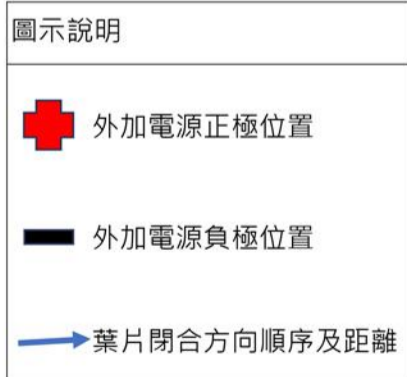 圖示說明
外加電源正極位置
外加電源負極位置
葉片閉合方向順序及距離